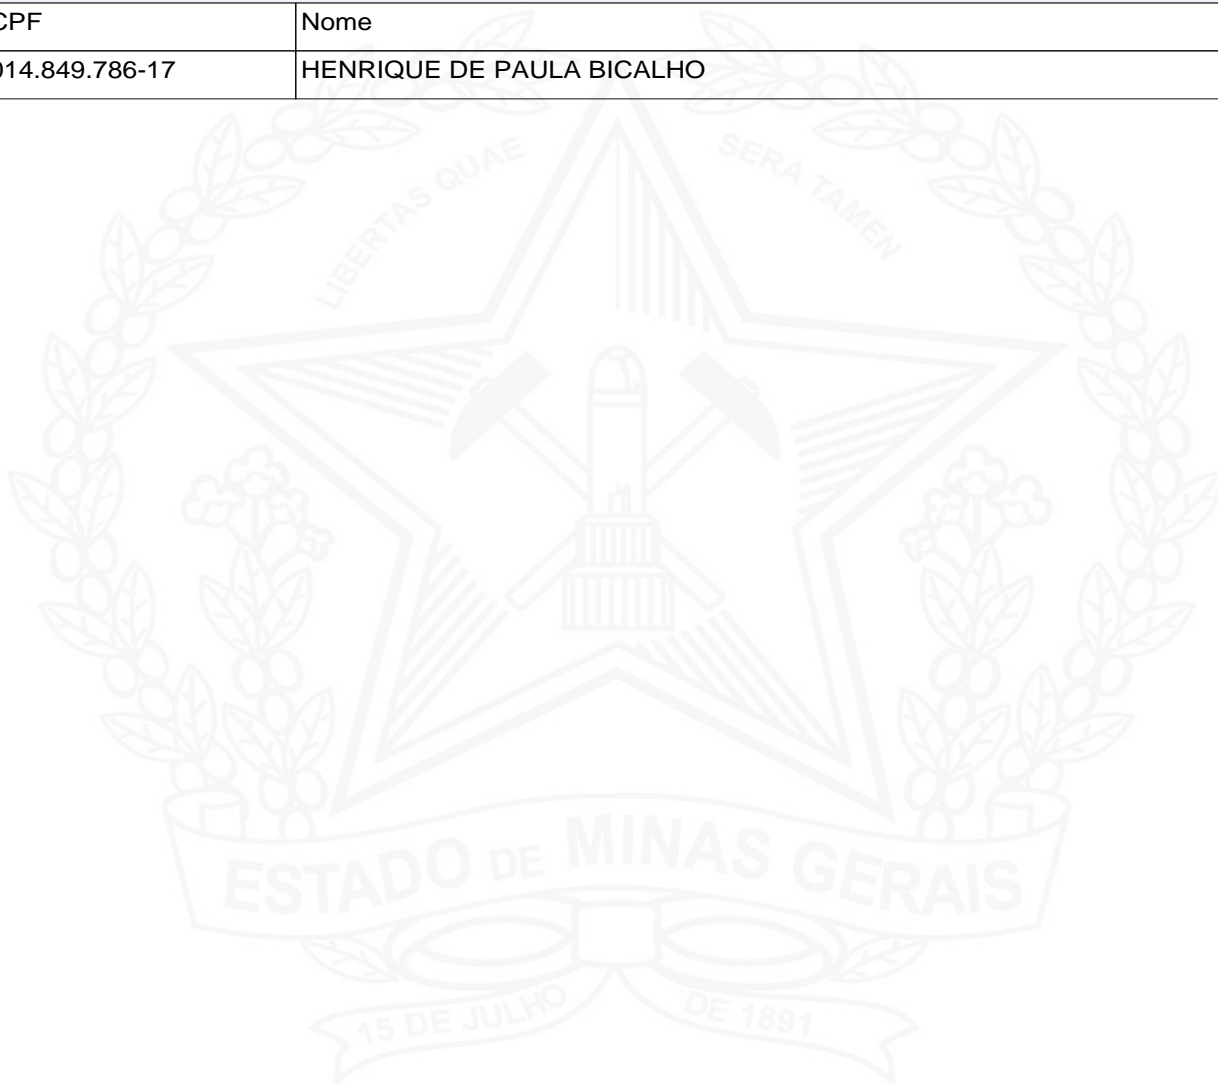 CPF Nome
014.849.786-17 HENRIQUE DE PAULA BICALHO
LIBERTAS QUAE SERA TAMEN
ESTADO DE MINAS GERAIS
15 DE JULHO DE 1891